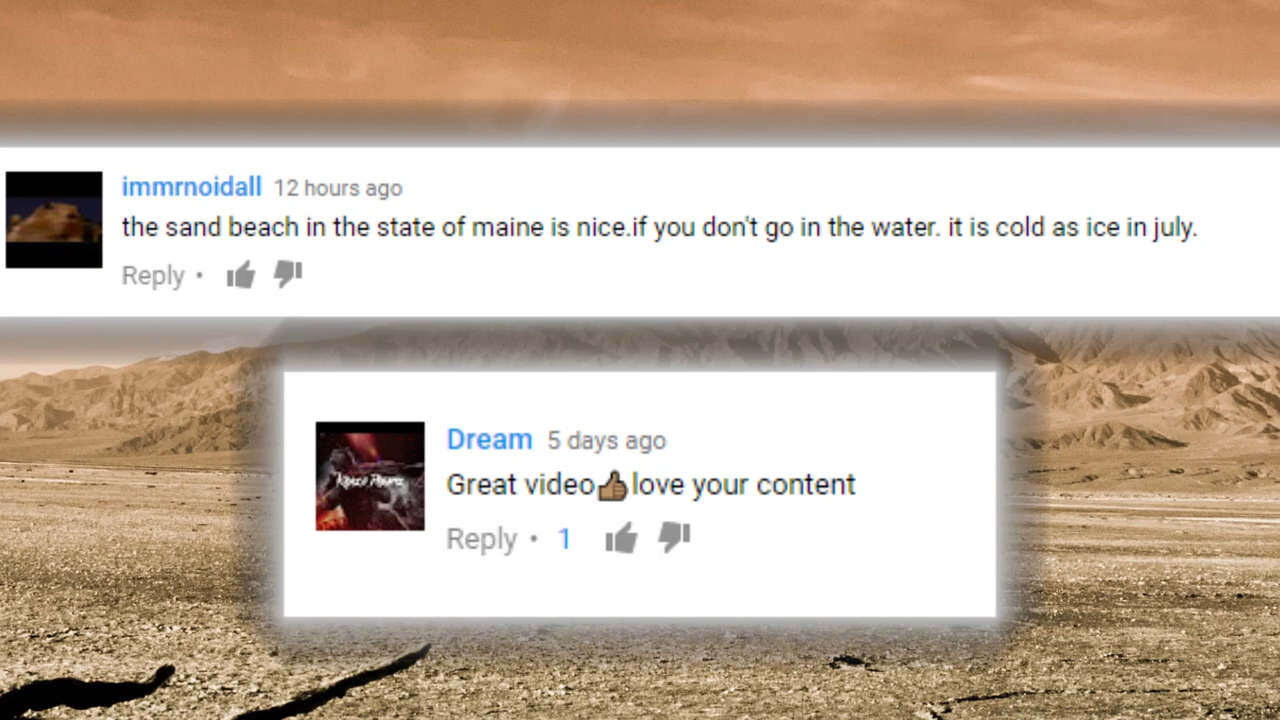 immrnoidall 12 hours ago
the sand beach in the state of maine is nice.if you don't go in the water. it is cold as ice in july.
Reply •
Dream 5 days ago
Great video👍🏾love your content
Reply • 1